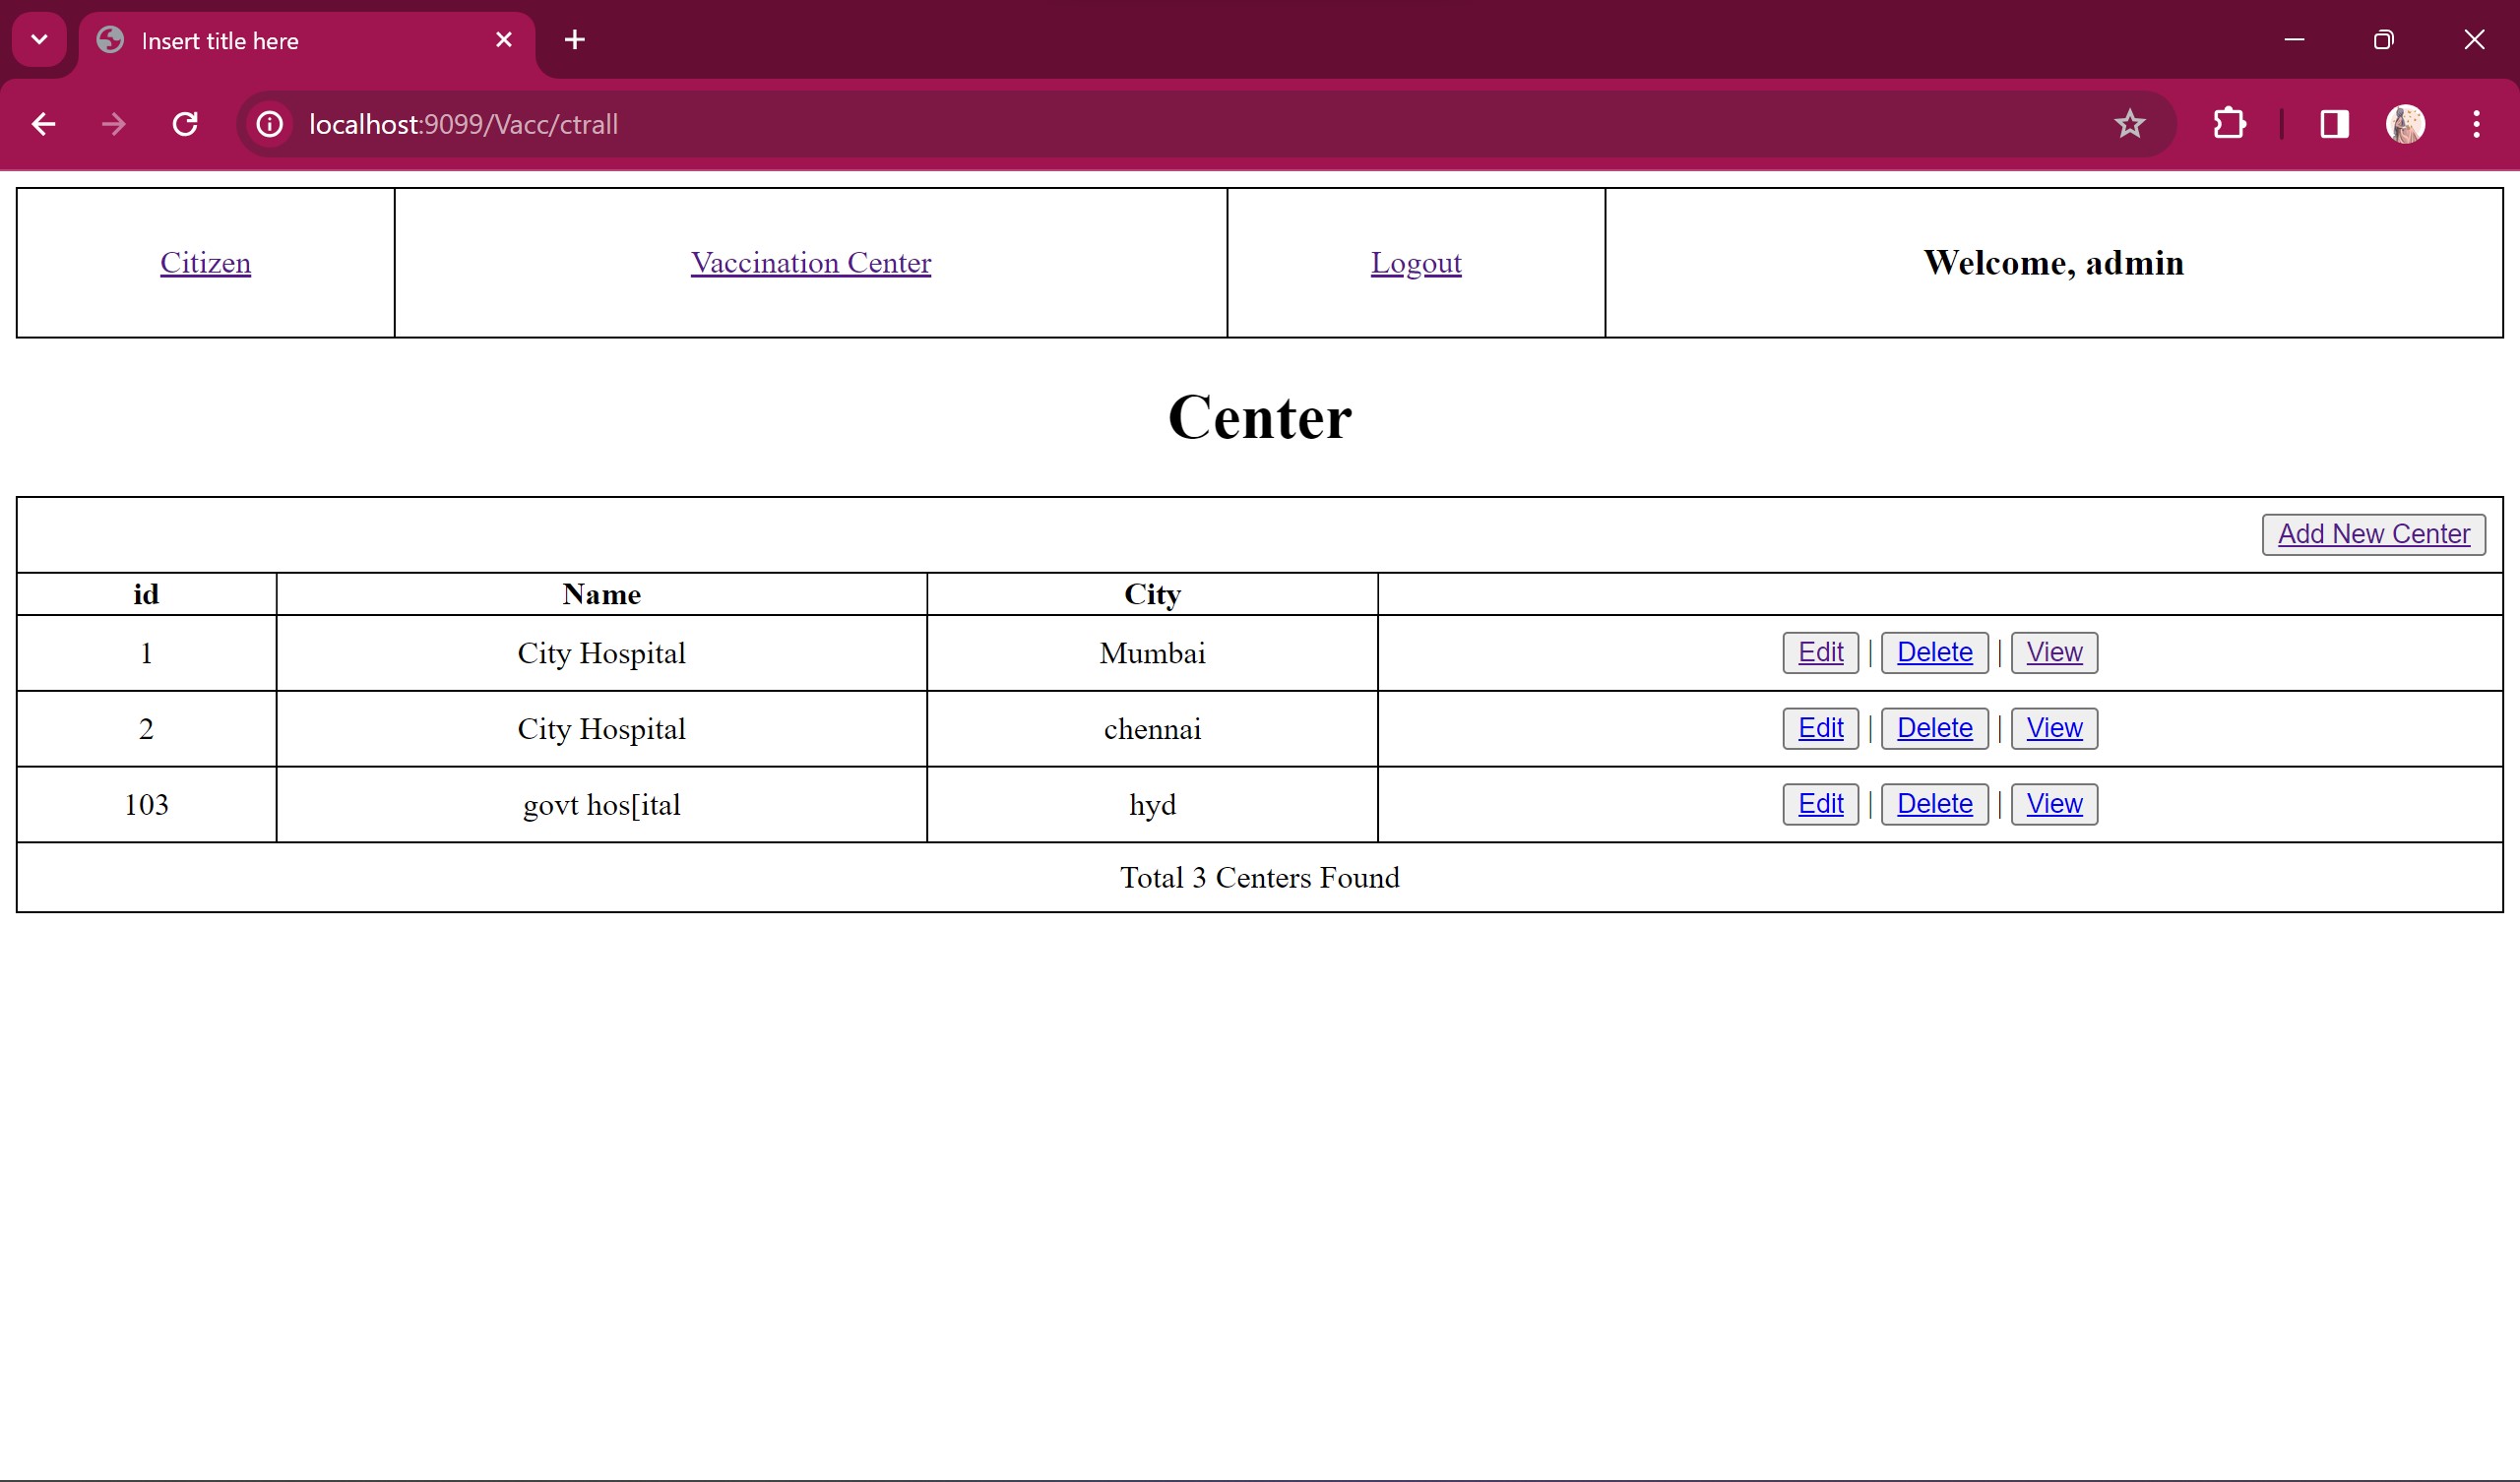 Insert title here
localhost:9099/Vacc/ctrall
Citizen Vaccination Center Logout Welcome, admin
Center
Add New Center
id Name City
1 City Hospital Mumbai Edit | Delete | View
2 City Hospital chennai Edit | Delete | View
103 govt hos[ital hyd Edit | Delete | View
Total 3 Centers Found